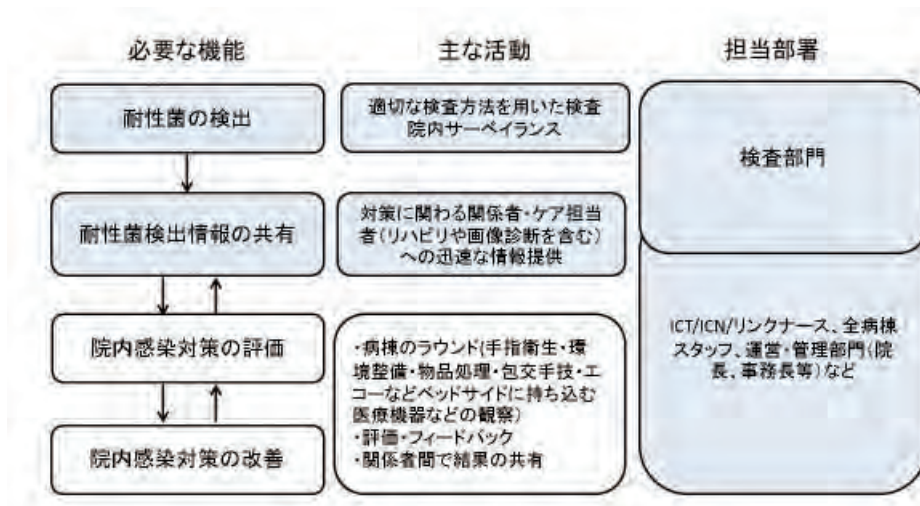 必要な機能
主な活動
担当部署
耐性菌の検出
適切な検査方法を用いた検査
院内サーベイランス
検査部門
耐性菌検出情報の共有
対策に関わる関係者・ケア担当
者(リハビリや画像診断を含む)
への迅速な情報提供
院内感染対策の評価
・病棟のラウンド(手指衛生・環
境整備・物品処理・包交手技・エ
コーなどベッドサイドに持ち込む
医療機器などの観察)
・評価・フィードバック
・関係者間で結果の共有
ICT/ICN/リンクナース、全病棟
スタッフ、運営・管理部門(院
長、事務長等)など
院内感染対策の改善